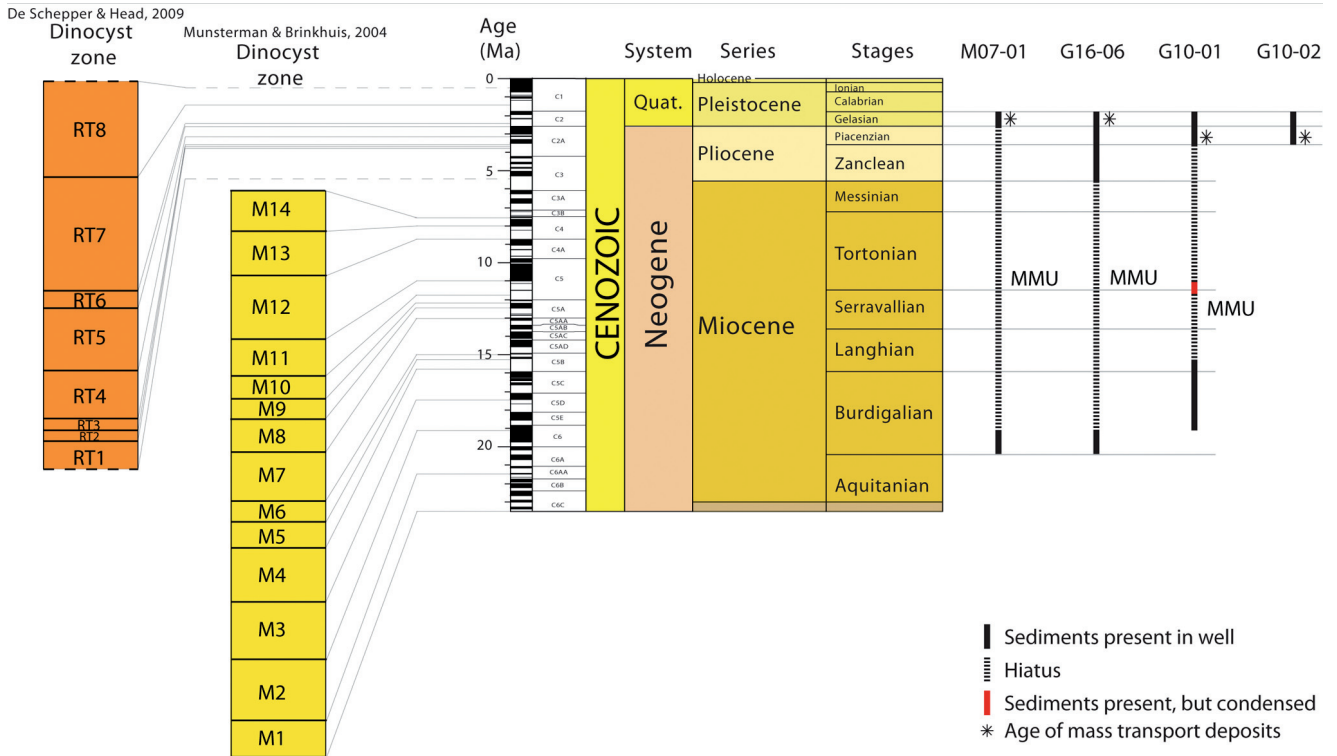 De Schepper & Head, 2009
Dinocyst
zone
RT8
RT7
RT6
RT5
RT4
RT3
RT2
RT1
Munsterman & Brinkhuis, 2004
Dinocyst
zone
M14
M13
M12
M11
M10
M9
M8
M7
M6
M5
M4
M3
M2
M1
Age
(Ma)
0
5
10
15
20
C1
C2
C2A
C3
C3A
C3B
C4
C4A
C5
C5A
C5AA
C5AB
C5AC
C5AD
C5B
C5C
C5D
C5E
C6
C6A
C6AA
C6B
C6C
CENOZOIC
System
Quat.
Neogene
Series
Holocene
Pleistocene
Pliocene
Miocene
Stages
Ionian
Calabrian
Gelasian
Piacenzian
Zanclean
Messinian
Tortonian
Serravallian
Langhian
Burdigalian
Aquitanian
M07-01 G16-06 G10-01 G10-02
*
*
*
*
MMU
MMU
MMU
Sediments present in well
Hiatus
Sediments present, but condensed
* Age of mass transport deposits